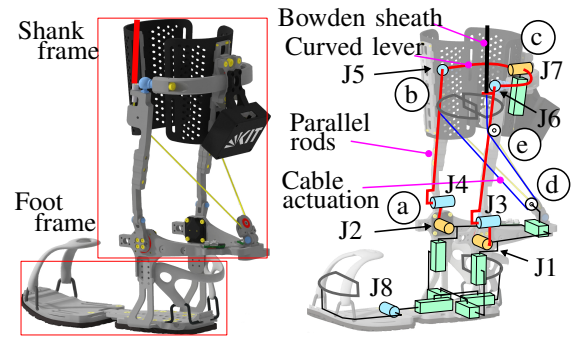 Shank
frame
Foot
frame
KIT
Bowden sheath
Curved lever
J5
c
J7
b
J6
Parallel
rods
e
Cable
actuation
J4
d
a
J3
J2
J1
J8